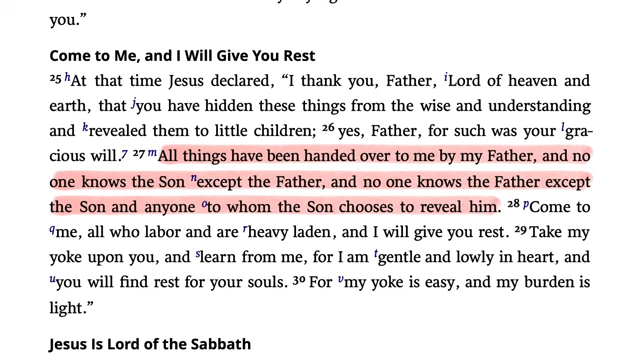 you.”
Come to Me, and I Will Give You Rest
25 hAt that time Jesus declared, “I thank you, Father, iLord of heaven and
earth, that jyou have hidden these things from the wise and understanding
and krevealed them to little children; 26 yes, Father, for such was your lgra-
cious will.7 27 mAll things have been handed over to me by my Father, and no
one knows the Son nexcept the Father, and no one knows the Father except
the Son and anyone oto whom the Son chooses to reveal him. 28 pCome to
qme, all who labor and are rheavy laden, and I will give you rest. 29 Take my
yoke upon you, and slearn from me, for I am tgentle and lowly in heart, and
uyou will find rest for your souls. 30 For vmy yoke is easy, and my burden is
light.”
Jesus Is Lord of the Sabbath